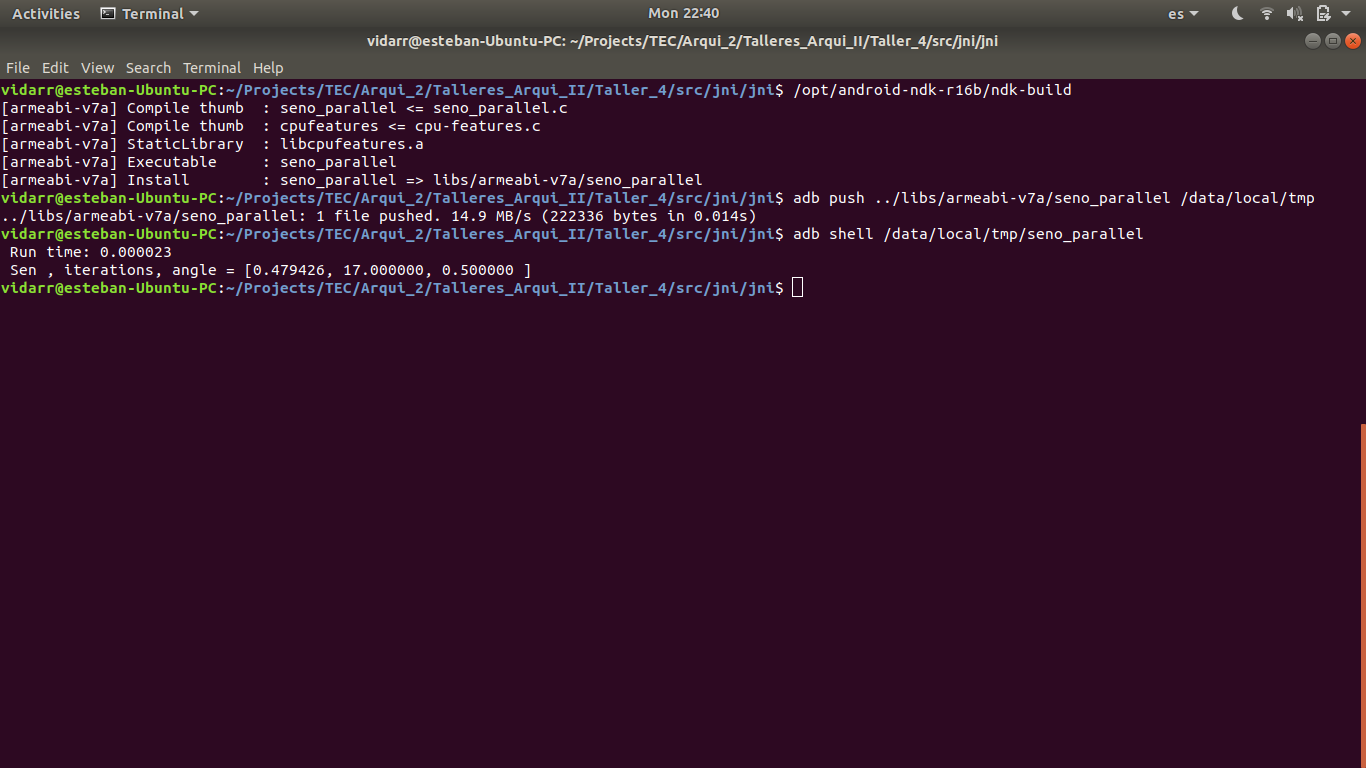 Activities Terminal Mon 22:40 es
vidarr@esteban-Ubuntu-PC: ~/Projects/TEC/Arqui_2/Talleres_Arqui_II/Taller_4/src/jni/jni
File Edit View Search Terminal Help
vidarr@esteban-Ubuntu-PC:~/Projects/TEC/Arqui_2/Talleres_Arqui_II/Taller_4/src/jni/jni$ /opt/android-ndk-r16b/ndk-build
[armeabi-v7a] Compile thumb  : seno_parallel <= seno_parallel.c
[armeabi-v7a] Compile thumb  : cpufeatures <= cpu-features.c
[armeabi-v7a] StaticLibrary  : libcpufeatures.a
[armeabi-v7a] Executable     : seno_parallel
[armeabi-v7a] Install        : seno_parallel => libs/armeabi-v7a/seno_parallel
vidarr@esteban-Ubuntu-PC:~/Projects/TEC/Arqui_2/Talleres_Arqui_II/Taller_4/src/jni/jni$ adb push ../libs/armeabi-v7a/seno_parallel /data/local/tmp
../libs/armeabi-v7a/seno_parallel: 1 file pushed. 14.9 MB/s (222336 bytes in 0.014s)
vidarr@esteban-Ubuntu-PC:~/Projects/TEC/Arqui_2/Talleres_Arqui_II/Taller_4/src/jni/jni$ adb shell /data/local/tmp/seno_parallel
 Run time: 0.000023
 Sen , iterations, angle = [0.479426, 17.000000, 0.500000 ]
vidarr@esteban-Ubuntu-PC:~/Projects/TEC/Arqui_2/Talleres_Arqui_II/Taller_4/src/jni/jni$